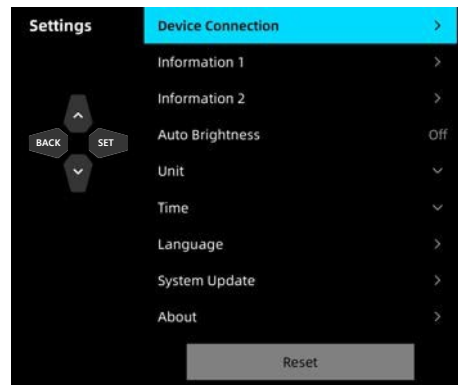 Settings
BACK
SET
Device Connection
Information 1
Information 2
Auto Brightness Off
Unit
Time
Language
System Update
About
Reset